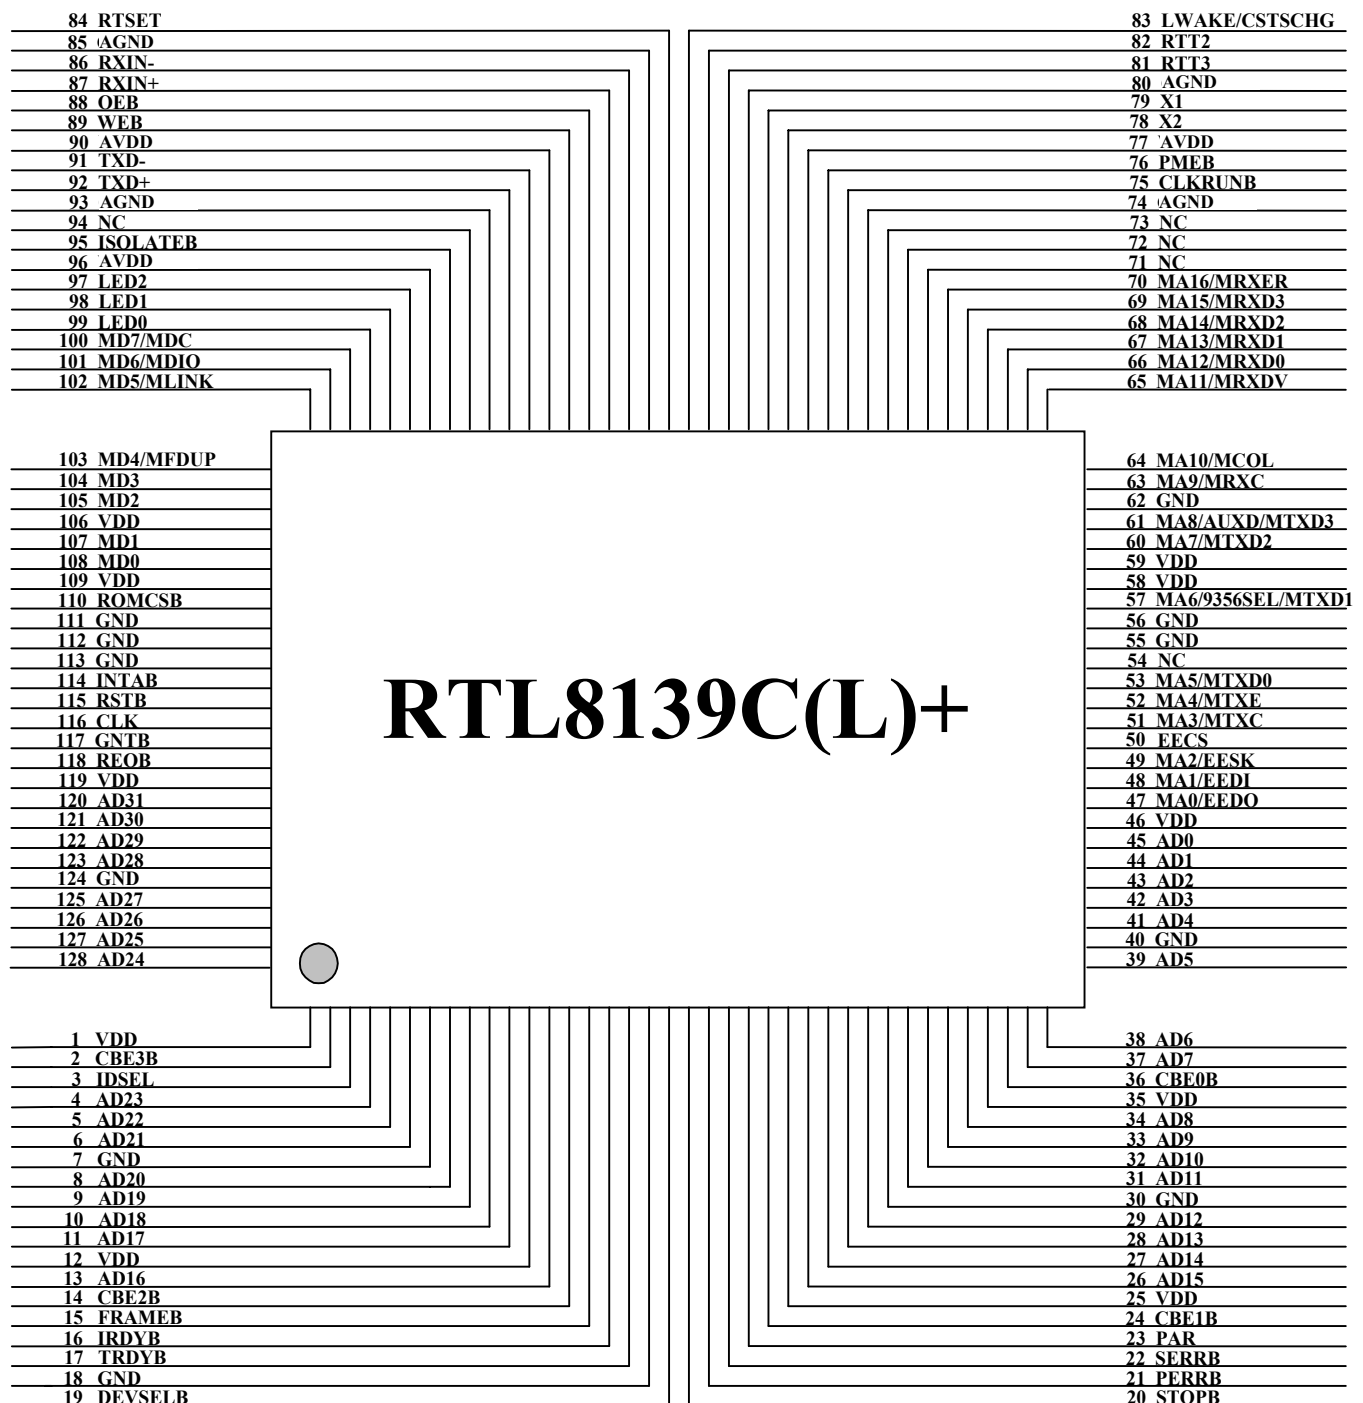 84 RTSET
85 AGND
86 RXIN-
87 RXIN+
88 OEB
89 WEB
90 AVDD
91 TXD-
92 TXD+
93 AGND
94 NC
95 ISOLATEB
96 AVDD
97 LED2
98 LED1
99 LED0
100 MD7/MDC
101 MD6/MDIO
102 MD5/MLINK
83 LWAKE/CSTSCHG
82 RTT2
81 RTT3
80 AGND
79 X1
78 X2
77 AVDD
76 PMEB
75 CLKRUNB
74 AGND
73 NC
72 NC
71 NC
70 MA16/MRXER
69 MA15/MRXD3
68 MA14/MRXD2
67 MA13/MRXD1
66 MA12/MRXD0
65 MA11/MRXDV
103 MD4/MFDUP
104 MD3
105 MD2
106 VDD
107 MD1
108 MD0
109 VDD
110 ROMCSB
111 GND
112 GND
113 GND
114 INTAB
115 RSTB
116 CLK
117 GNTB
118 REQB
119 VDD
120 AD31
121 AD30
122 AD29
123 AD28
124 GND
125 AD27
126 AD26
127 AD25
128 AD24
RTL8139C(L)+
64 MA10/MCOL
63 MA9/MRXC
62 GND
61 MA8/AUXD/MTXD3
60 MA7/MTXD2
59 VDD
58 VDD
57 MA6/9356SEL/MTXD1
56 GND
55 GND
54 NC
53 MA5/MTXD0
52 MA4/MTXE
51 MA3/MTXC
50 EECS
49 MA2/EESK
48 MA1/EEDI
47 MA0/EEDO
46 VDD
45 AD0
44 AD1
43 AD2
42 AD3
41 AD4
40 GND
39 AD5
1 VDD
2 CBE3B
3 IDSEL
4 AD23
5 AD22
6 AD21
7 GND
8 AD20
9 AD19
10 AD18
11 AD17
12 VDD
13 AD16
14 CBE2B
15 FRAMEB
16 IRDYB
17 TRDYB
18 GND
19 DEVSELB
38 AD6
37 AD7
36 CBE0B
35 VDD
34 AD8
33 AD9
32 AD10
31 AD11
30 GND
29 AD12
28 AD13
27 AD14
26 AD15
25 VDD
24 CBE1B
23 PAR
22 SERRB
21 PERRB
20 STOPB